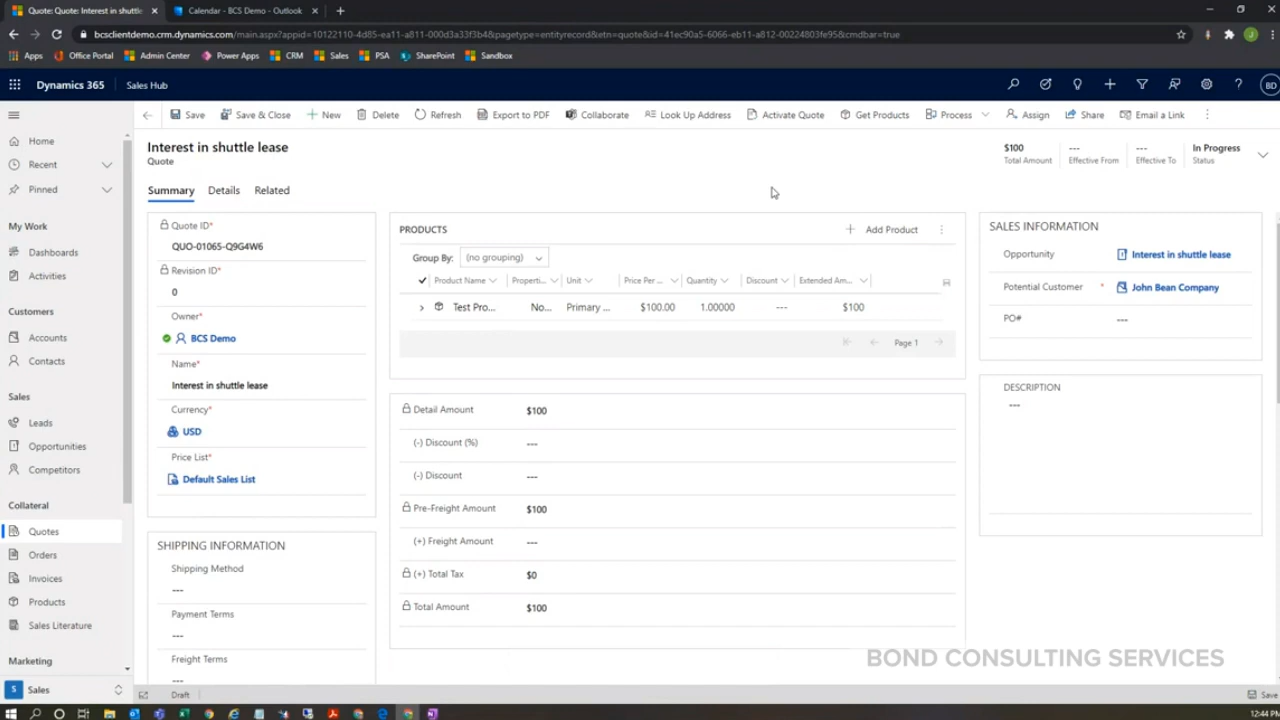 Quote: Quote: Interest in shuttle
Calendar - BCS Demo - Outlook
bcsclientdemo.crm.dynamics.com/main.aspx?appid=10122110-4d85-ea11-a811-000d3a33f3b4&pagetype=entityrecord&etn=quote&id=41ec90a5-6066-eb11-a812-00224803fe95&cmdbar=true
Apps Office Portal Admin Center Power Apps CRM Sales PSA SharePoint Sandbox
Dynamics 365 Sales Hub BD
Save Save & Close New Delete Refresh Export to PDF Collaborate Look Up Address Activate Quote Get Products Process Assign Share Email a Link
Home
Recent
Pinned
My Work
Dashboards
Activities
Customers
Accounts
Contacts
Sales
Leads
Opportunities
Competitors
Collateral
Quotes
Orders
Invoices
Products
Sales Literature
Marketing
S Sales
Interest in shuttle lease
Quote
$100 --- --- In Progress
Total Amount Effective From Effective To Status
Summary Details Related
Quote ID*
QUO-01065-Q9G4W6
Revision ID*
0
Owner*
BCS Demo
Name*
Interest in shuttle lease
Currency*
USD
Price List*
Default Sales List
SHIPPING INFORMATION
Shipping Method
---
Payment Terms
---
Freight Terms
---
PRODUCTS
+ Add Product
Group By: (no grouping)
Product Name Properti... Unit Price Per ... Quantity Discount Extended Am...
Test Pro... No... Primary ... $100.00 1.00000 --- $100
Page 1
Detail Amount $100
(-) Discount (%) ---
(-) Discount ---
Pre-Freight Amount $100
(+) Freight Amount ---
(+) Total Tax $0
Total Amount $100
SALES INFORMATION
Opportunity Interest in shuttle lease
Potential Customer * John Bean Company
PO# ---
DESCRIPTION
---
BOND CONSULTING SERVICES
Draft
Save
12:44 PM